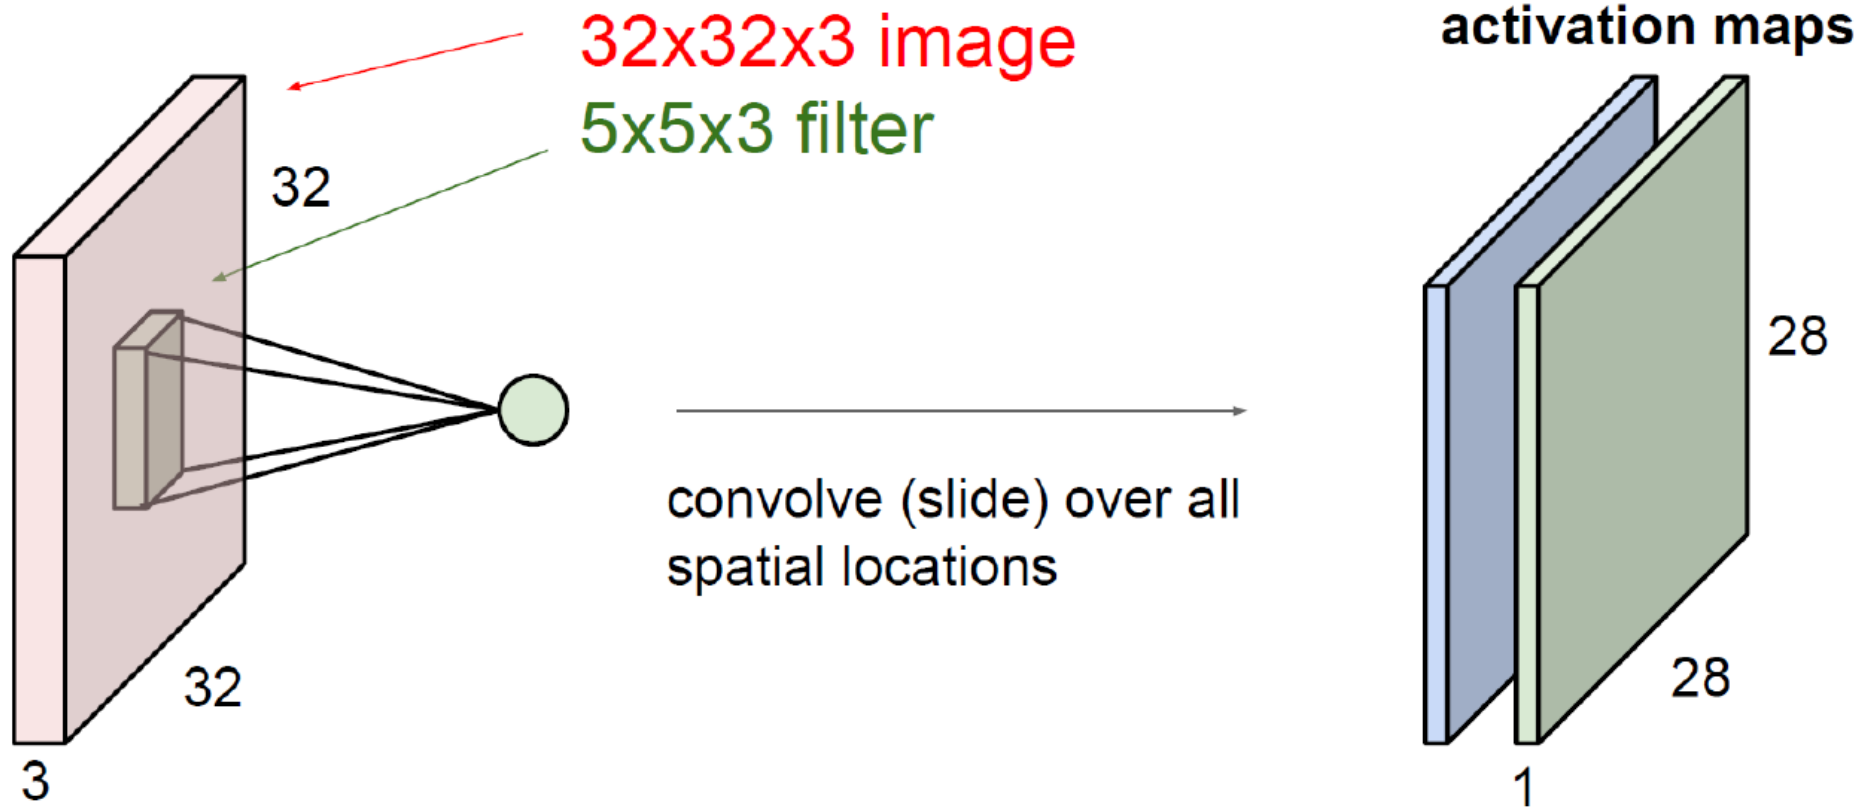 32x32x3 image
5x5x3 filter
activation maps
32
32
3
convolve (slide) over all
spatial locations
28
28
1